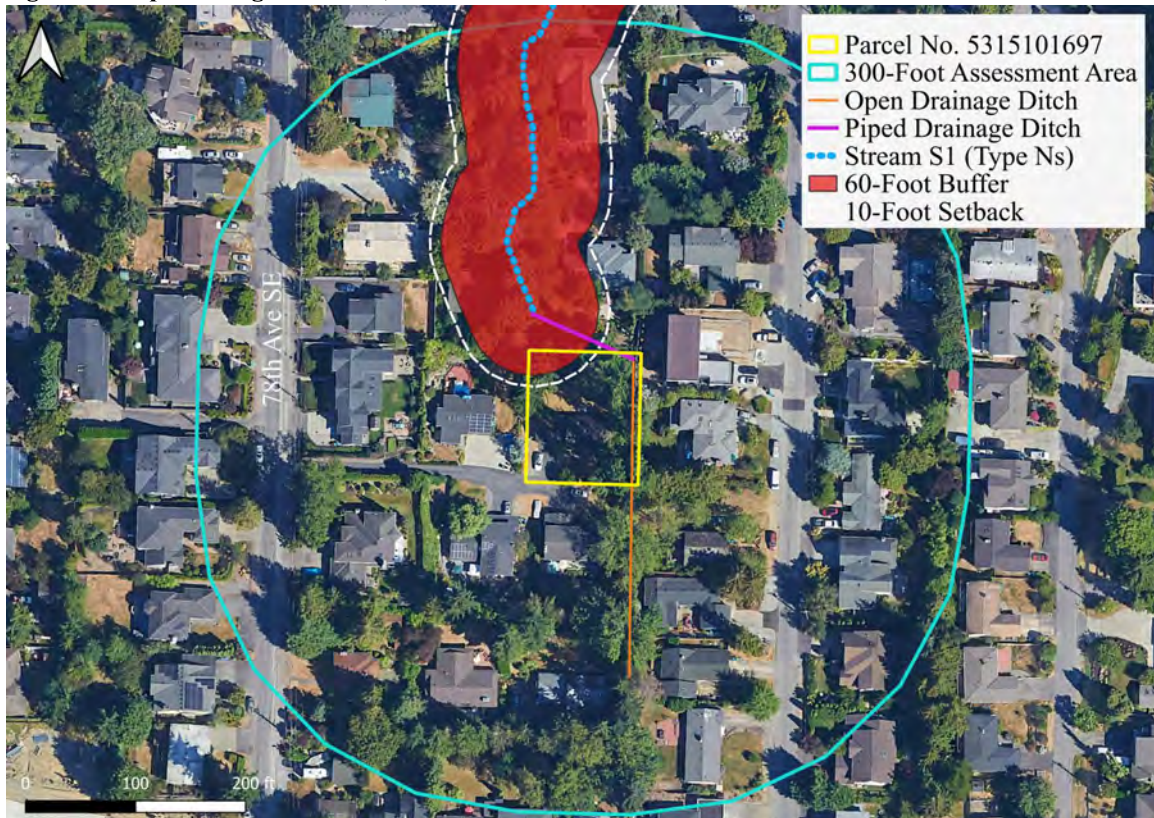 Parcel No. 5315101697
300-Foot Assessment Area
Open Drainage Ditch
Piped Drainage Ditch
Stream S1 (Type Ns)
60-Foot Buffer
10-Foot Setback
78th Ave SE
0 100 200 ft